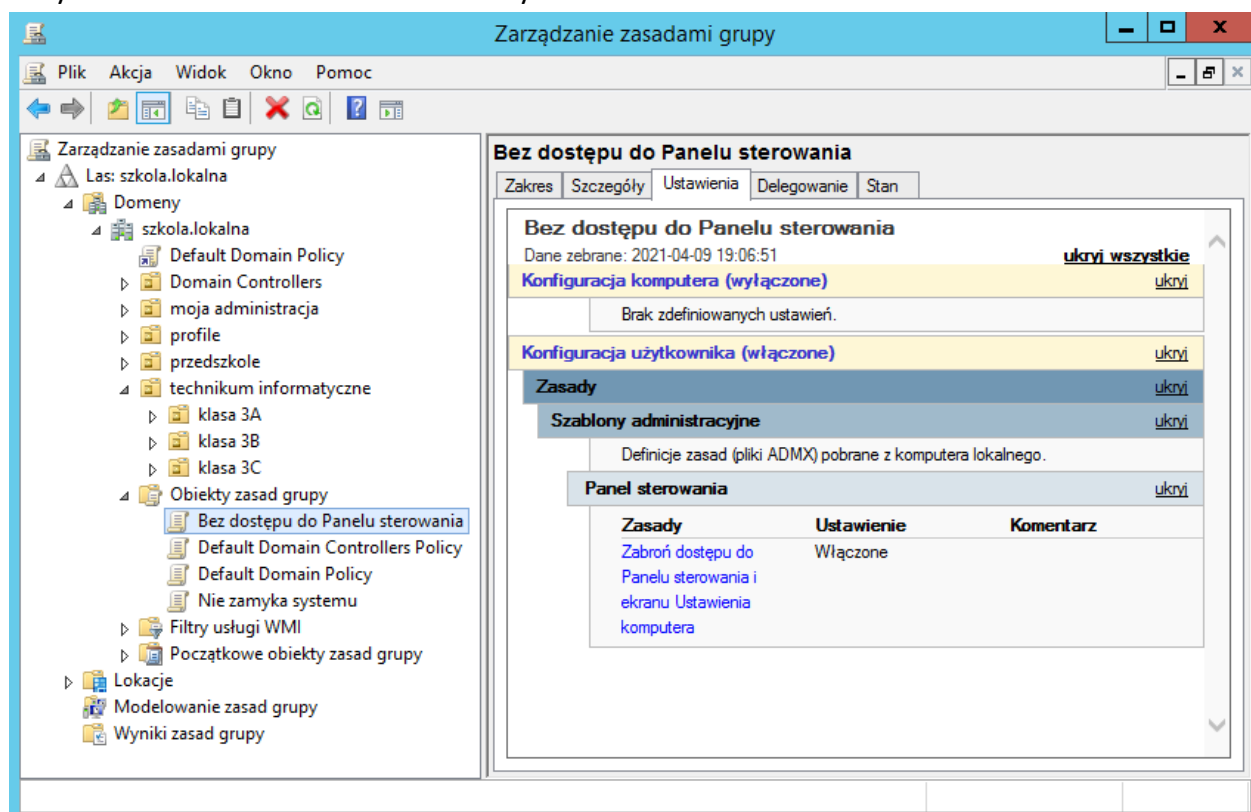 Zarządzanie zasadami grupy
Plik Akcja Widok Okno Pomoc
Zarządzanie zasadami grupy
Las: szkola.lokalna
Domeny
szkola.lokalna
Default Domain Policy
Domain Controllers
moja administracja
profile
przedszkole
technikum informatyczne
klasa 3A
klasa 3B
klasa 3C
Obiekty zasad grupy
Bez dostępu do Panelu sterowania
Default Domain Controllers Policy
Default Domain Policy
Nie zamyka systemu
Filtry usługi WMI
Początkowe obiekty zasad grupy
Lokacje
Modelowanie zasad grupy
Wyniki zasad grupy
Bez dostępu do Panelu sterowania
Zakres Szczegóły Ustawienia Delegowanie Stan
Bez dostępu do Panelu sterowania
Dane zebrane: 2021-04-09 19:06:51 ukryj wszystkie
Konfiguracja komputera (wyłączone) ukryj
Brak zdefiniowanych ustawień.
Konfiguracja użytkownika (włączone) ukryj
Zasady ukryj
Szablony administracyjne ukryj
Definicje zasad (pliki ADMX) pobrane z komputera lokalnego.
Panel sterowania ukryj
Zasady Ustawienie Komentarz
Zabroń dostępu do Włączone
Panelu sterowania i
ekranu Ustawienia
komputera